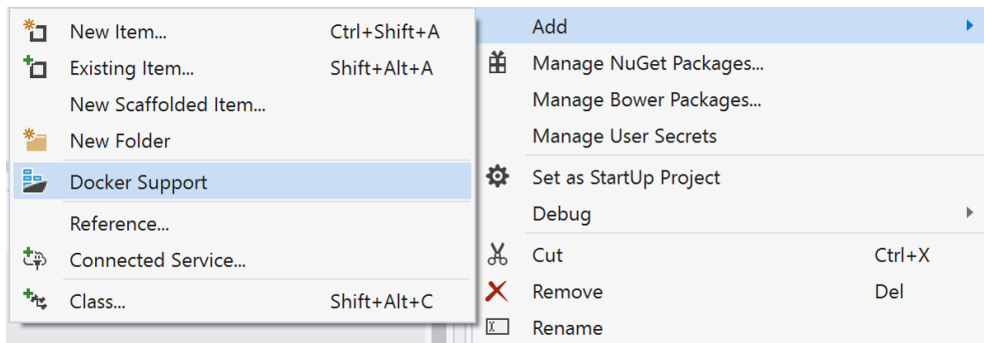 New Item... Ctrl+Shift+A
Existing Item... Shift+Alt+A
New Scaffolded Item...
New Folder
Docker Support
Reference...
Connected Service...
Class... Shift+Alt+C
Add
Manage NuGet Packages...
Manage Bower Packages...
Manage User Secrets
Set as StartUp Project
Debug
Cut Ctrl+X
Remove Del
Rename